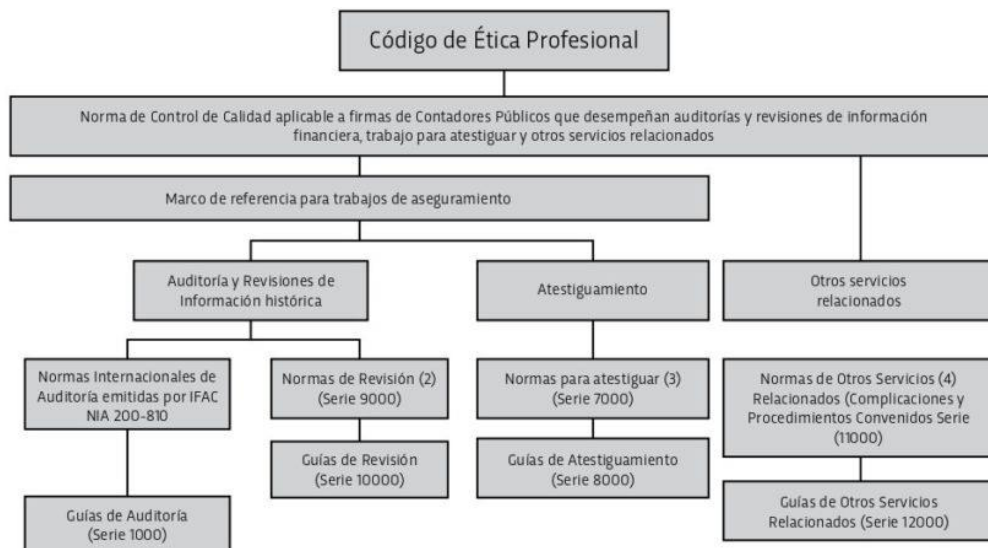 Código de Ética Profesional
Norma de Control de Calidad aplicable a firmas de Contadores Públicos que desempeñan auditorías y revisiones de información
financiera, trabajo para atestiguar y otros servicios relacionados
Marco de referencia para trabajos de aseguramiento
Auditoría y Revisiones de
Información histórica
Atestiguamiento
Otros servicios
relacionados
Normas Internacionales de
Auditoría emitidas por IFAC
NIA 200-810
Normas de Revisión (2)
(Serie 9000)
Normas para atestiguar (3)
(Serie 7000)
Normas de Otros Servicios (4)
Relacionados (Complicaciones y
Procedimientos Convenidos Serie
(11000)
Guías de Revisión
(Serie 10000)
Guías de Atestiguamiento
(Serie 8000)
Guías de Auditoría
(Serie 1000)
Guías de Otros Servicios
Relacionados (Serie 12000)